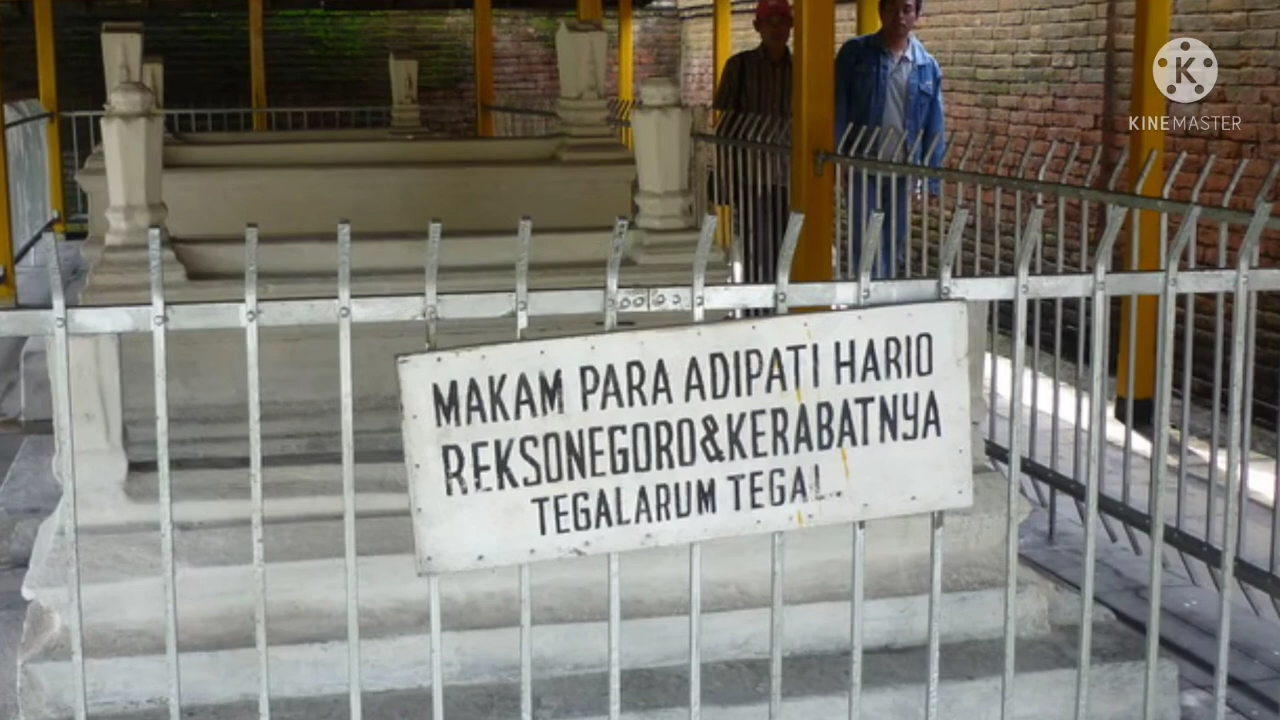 K
KINEMASTER
MAKAM PARA ADIPATI HARIO
REKSONEGORO&KERABATNYA
TEGALARUM TEGAL.